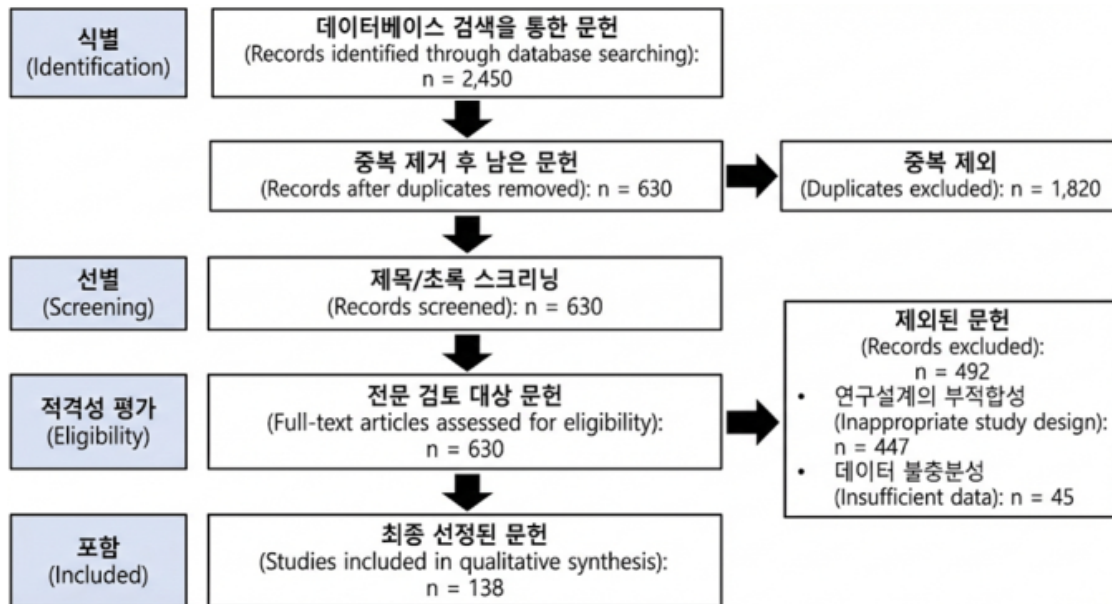 식별
(Identification)
데이터베이스 검색을 통한 문헌
(Records identified through database searching):
n = 2,450
중복 제거 후 남은 문헌
(Records after duplicates removed): n = 630
중복 제외
(Duplicates excluded): n = 1,820
선별
(Screening)
제목/초록 스크리닝
(Records screened): n = 630
적격성 평가
(Eligibility)
전문 검토 대상 문헌
(Full-text articles assessed for eligibility):
n = 630
제외된 문헌
(Records excluded):
n = 492
• 연구설계의 부적합성
(Inappropriate study design):
n = 447
• 데이터 불충분성
(Insufficient data): n = 45
포함
(Included)
최종 선정된 문헌
(Studies included in qualitative synthesis):
n = 138